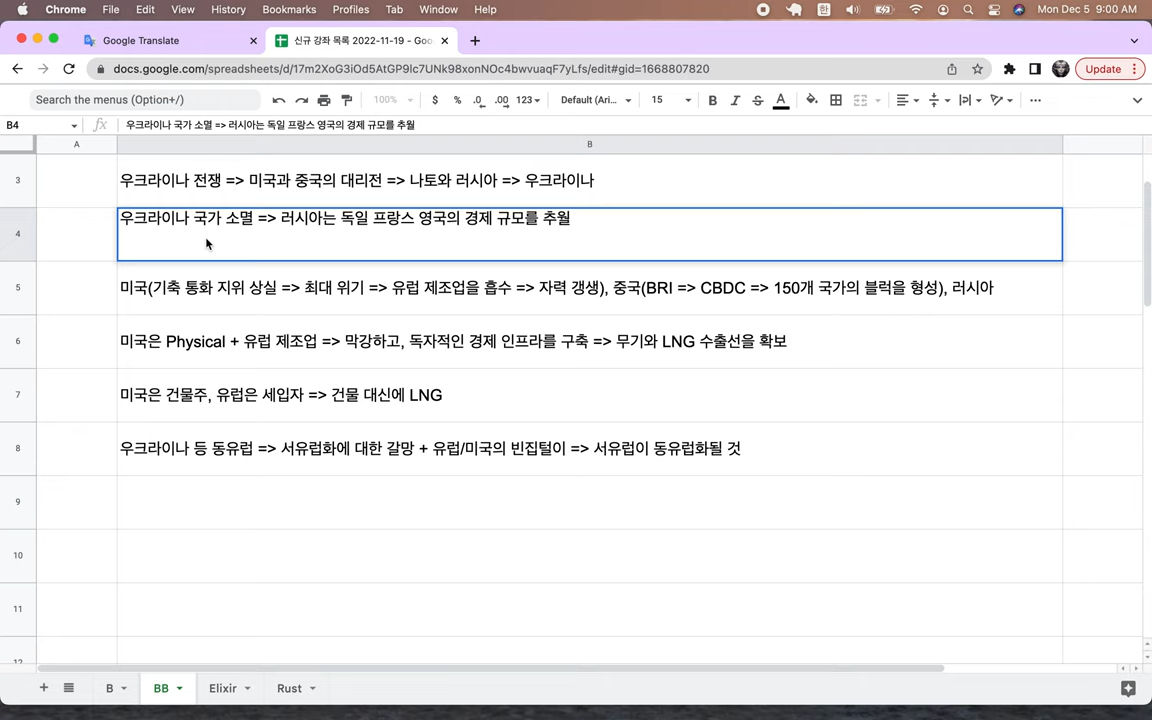 Chrome File Edit View History Bookmarks Profiles Tab Window Help 한 Mon Dec 5 9:00 AM
Google Translate 신규 강좌 목록 2022-11-19 - Goo
docs.google.com/spreadsheets/d/17m2XoG3iOd5AtGP9lc7UNk98xonNOc4bwvuaqF7yLfs/edit#gid=1668807820 Update
Search the menus (Option+/) 100% $ % .0 .00 123 Default (Ari... 15 B I S A
B4 fx 우크라이나 국가 소멸 => 러시아는 독일 프랑스 영국의 경제 규모를 추월
A B
3 우크라이나 전쟁 => 미국과 중국의 대리전 => 나토와 러시아 => 우크라이나
4 우크라이나 국가 소멸 => 러시아는 독일 프랑스 영국의 경제 규모를 추월
5 미국(기축 통화 지위 상실 => 최대 위기 => 유럽 제조업을 흡수 => 자력 갱생), 중국(BRI => CBDC => 150개 국가의 블럭을 형성), 러시아
6 미국은 Physical + 유럽 제조업 => 막강하고, 독자적인 경제 인프라를 구축 => 무기와 LNG 수출선을 확보
7 미국은 건물주, 유럽은 세입자 => 건물 대신에 LNG
8 우크라이나 등 동유럽 => 서유럽화에 대한 갈망 + 유럽/미국의 빈집털이 => 서유럽이 동유럽화될 것
9
10
11
12
B BB Elixir Rust